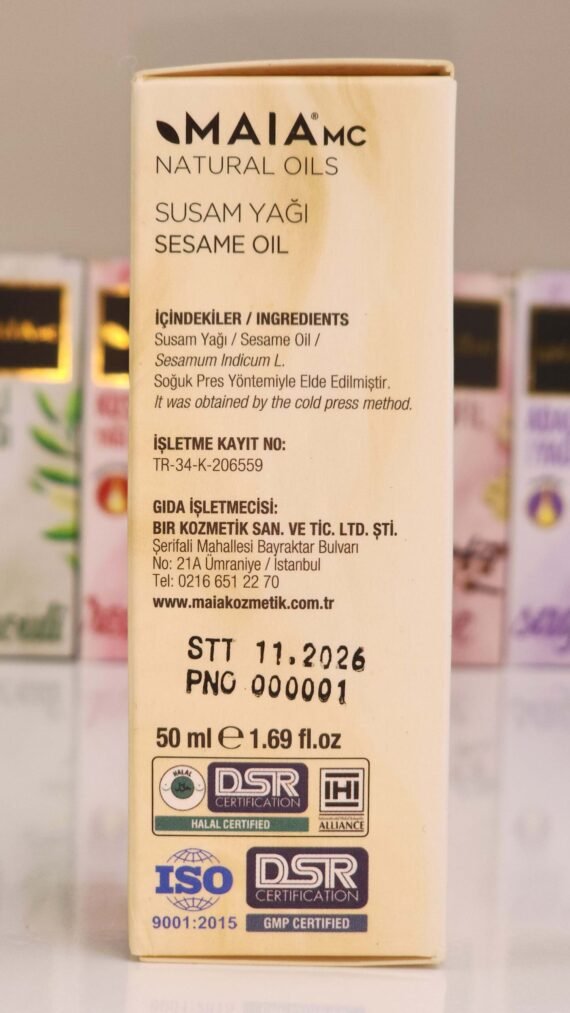 MAIA® MC
NATURAL OILS
SUSAM YAĞI
SESAME OIL
İÇİNDEKİLER / INGREDIENTS
Susam Yağı / Sesame Oil /
Sesamum Indicum L.
Soğuk Pres Yöntemiyle Elde Edilmiştir.
It was obtained by the cold press method.
İŞLETME KAYIT NO:
TR-34-K-206559
GIDA İŞLETMECİSİ:
BIR KOZMETİK SAN. VE TİC. LTD. ŞTİ.
Şerifali Mahallesi Bayraktar Bulvarı
No: 21A Ümraniye / İstanbul
Tel: 0216 651 22 70
www.maiakozmetik.com.tr
STT 11.2026
PNO 000001
50 ml ℮ 1.69 fl.oz
HALAL
DSR
CERTIFICATION
HALAL CERTIFIED
IHI
ALLIANCE
ISO
9001:2015
DSR
CERTIFICATION
GMP CERTIFIED